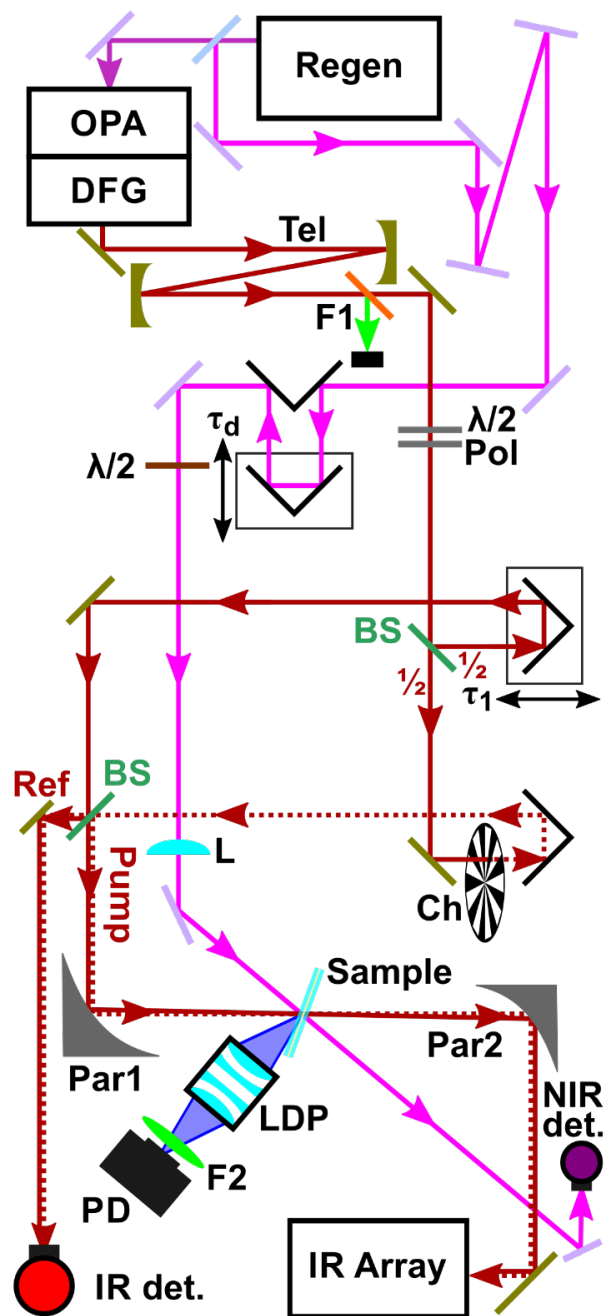 Regen
OPA
DFG
Tel
F1
τd
λ/2
λ/2
Pol
BS
½
½
τ1
Ref
BS
Pump
L
Ch
Sample
Par1
Par2
LDP
NIR
det.
F2
PD
IR Array
IR det.